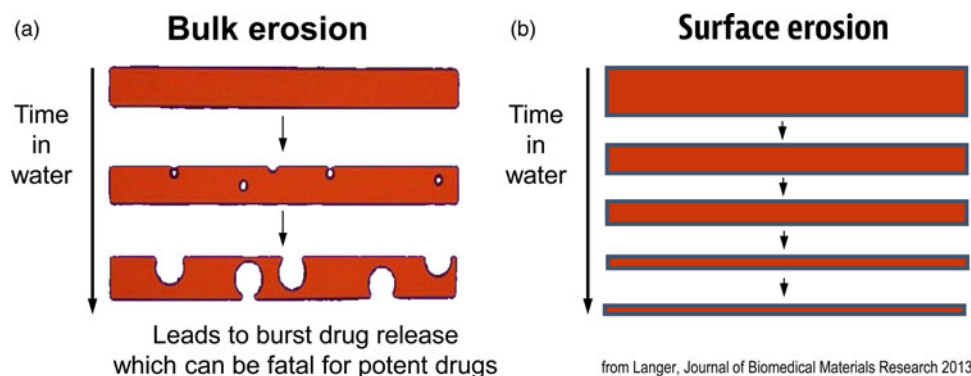 (a)
Bulk erosion
Time
in
water
Leads to burst drug release
which can be fatal for potent drugs
(b)
Surface erosion
Time
in
water
from Langer, Journal of Biomedical Materials Research 2013